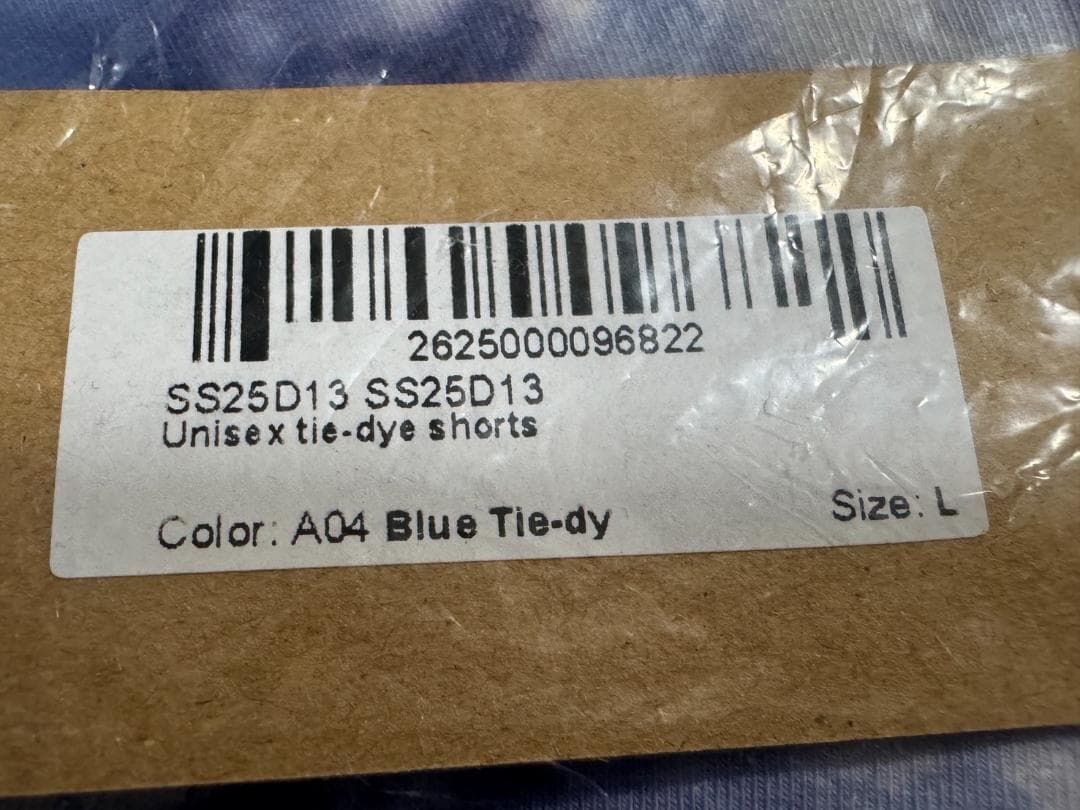 2625000096822
SS25D13 SS25D13
Unisex tie-dye shorts
Color: A04 Blue Tie-dy
Size: L